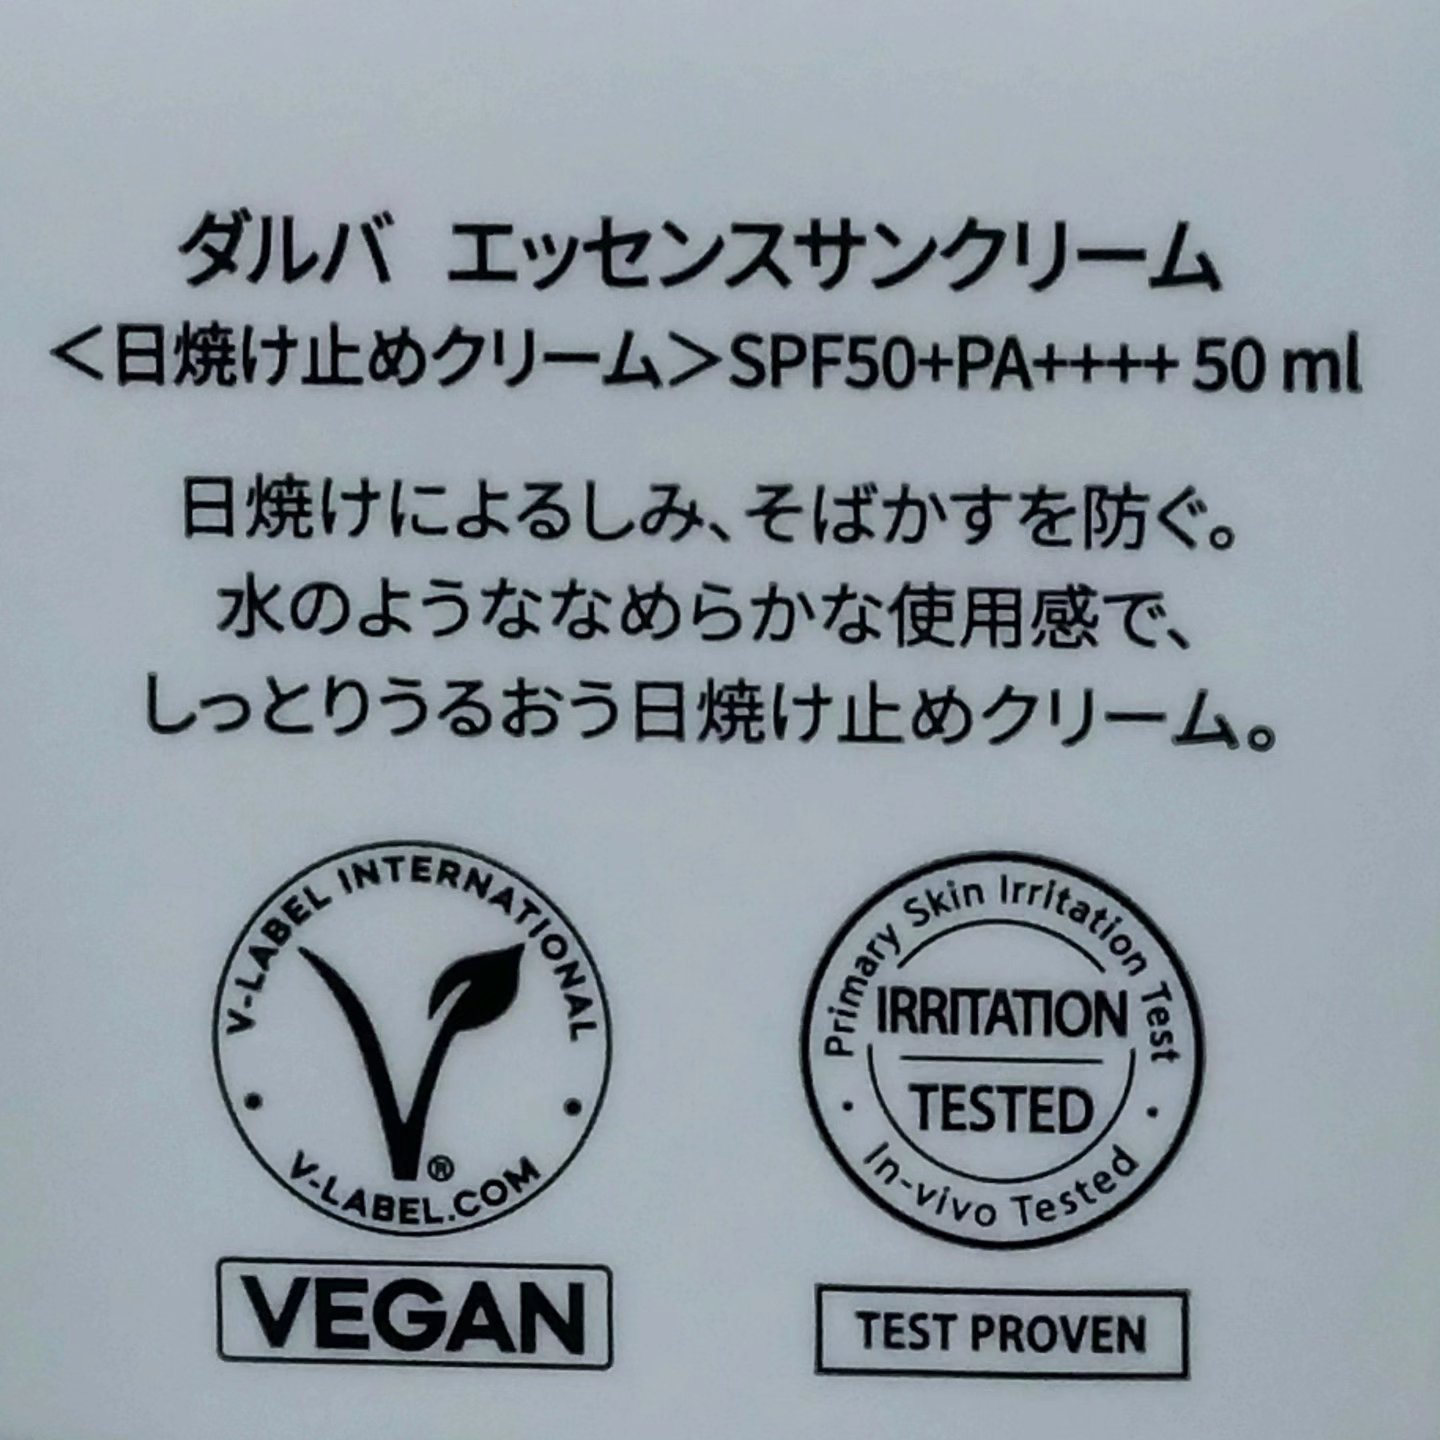 ダルバ　エッセンスサンクリーム
＜日焼け止めクリーム＞SPF50+PA++++ 50 ml
日焼けによるしみ、そばかすを防ぐ。
水のようななめらかな使用感で、
しっとりうるおう日焼け止めクリーム。
V-LABEL INTERNATIONAL
®
V-LABEL.COM
VEGAN
Primary Skin Irritation Test
IRRITATION
TESTED
In-vivo Tested
TEST PROVEN